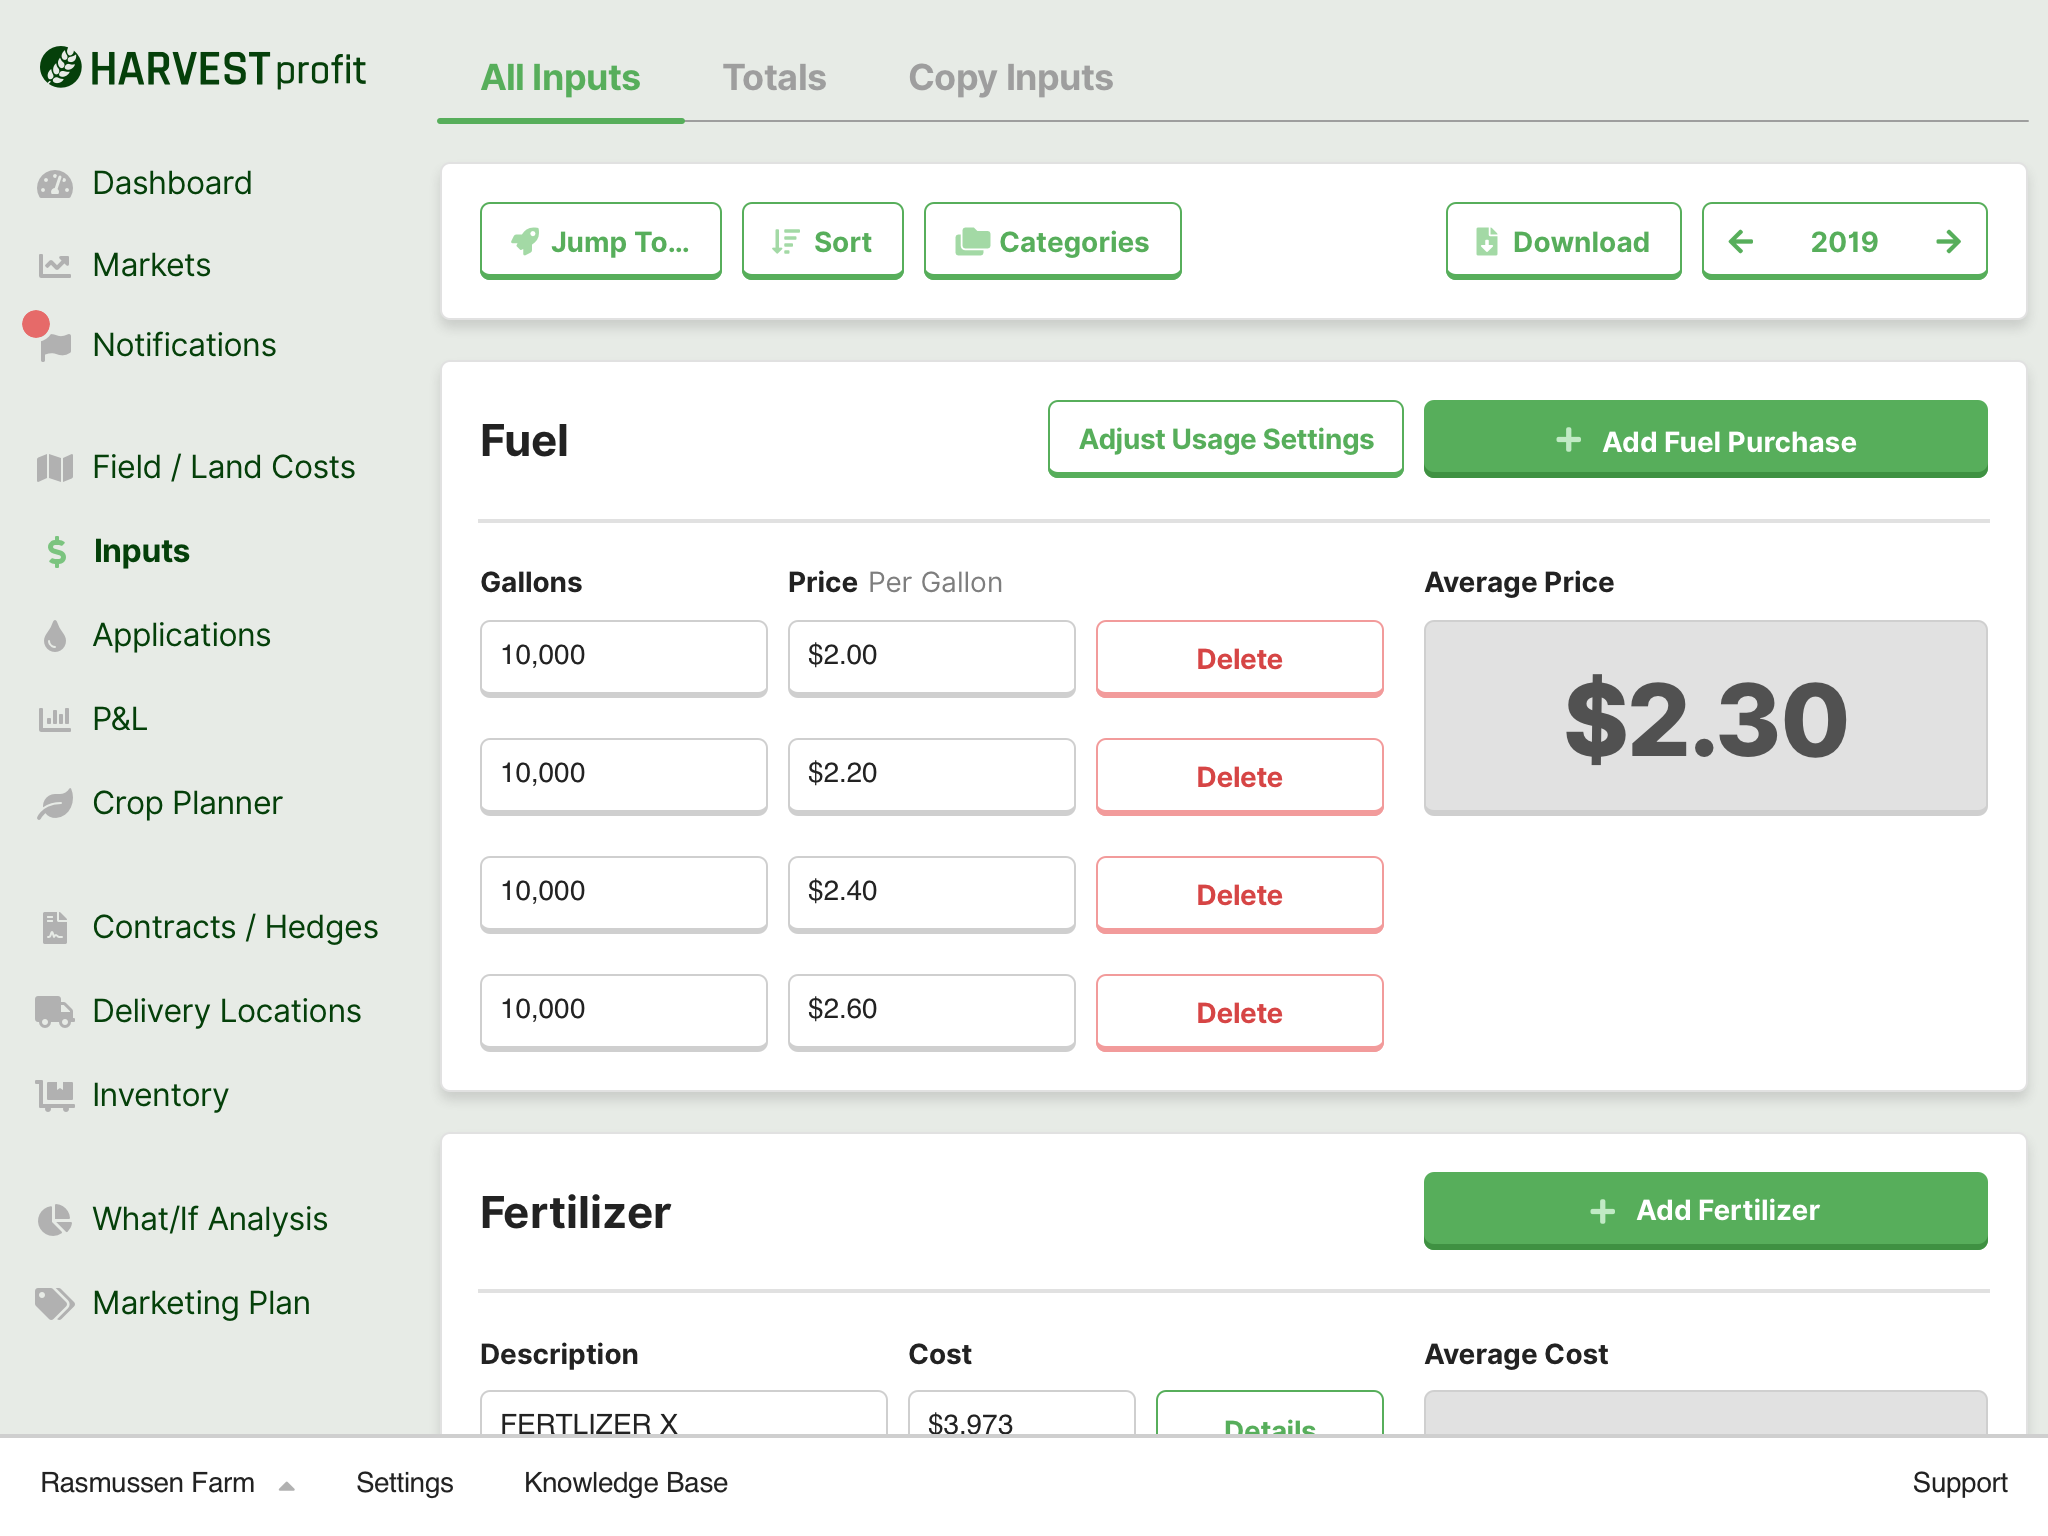 HARVEST profit
Dashboard
Markets
Notifications
Field / Land Costs
Inputs
Applications
P&L
Crop Planner
Contracts / Hedges
Delivery Locations
Inventory
What/If Analysis
Marketing Plan
All Inputs Totals Copy Inputs
Jump To... Sort Categories Download 2019
Fuel Adjust Usage Settings + Add Fuel Purchase
Gallons Price Per Gallon Average Price
10,000 $2.00 Delete $2.30
10,000 $2.20 Delete
10,000 $2.40 Delete
10,000 $2.60 Delete
Fertilizer + Add Fertilizer
Description Cost Average Cost
FERTLIZER X $3,973 Details
Rasmussen Farm Settings Knowledge Base Support